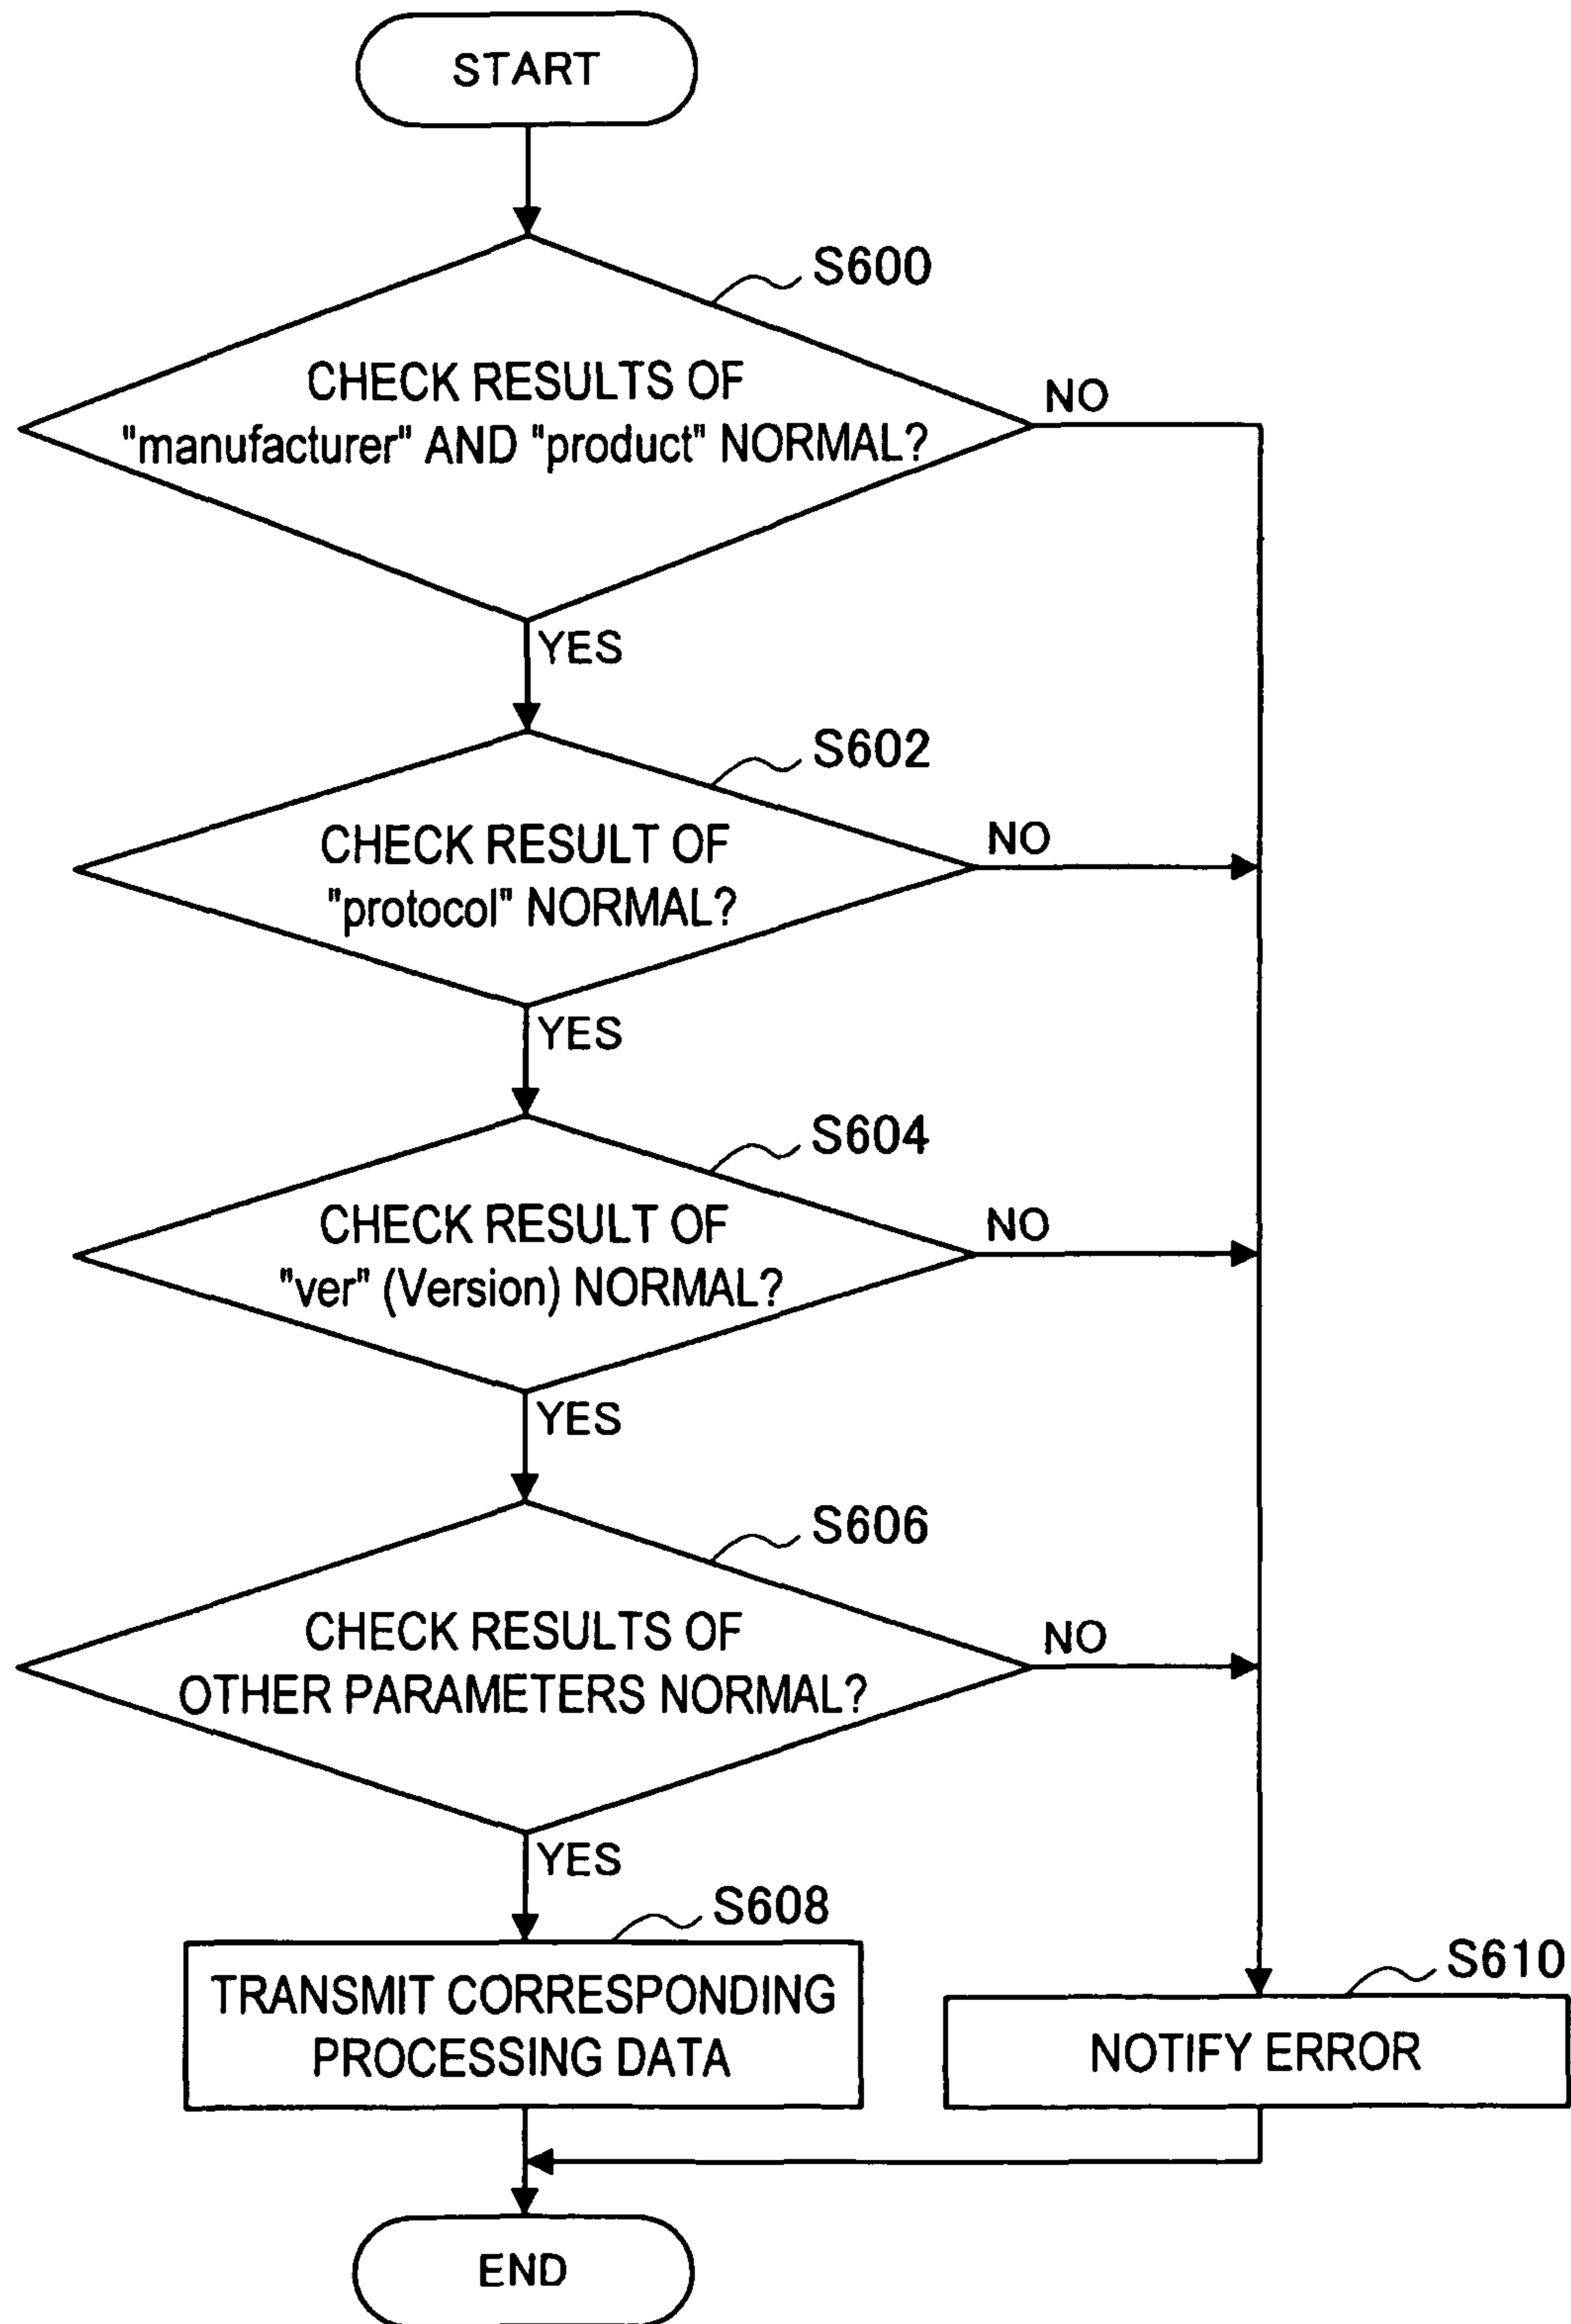 START
S600
CHECK RESULTS OF
"manufacturer" AND "product" NORMAL?
NO
YES
S602
CHECK RESULT OF
"protocol" NORMAL?
NO
YES
S604
CHECK RESULT OF
"ver" (Version) NORMAL?
NO
YES
S606
CHECK RESULTS OF
OTHER PARAMETERS NORMAL?
NO
YES
S608
TRANSMIT CORRESPONDING
PROCESSING DATA
S610
NOTIFY ERROR
END